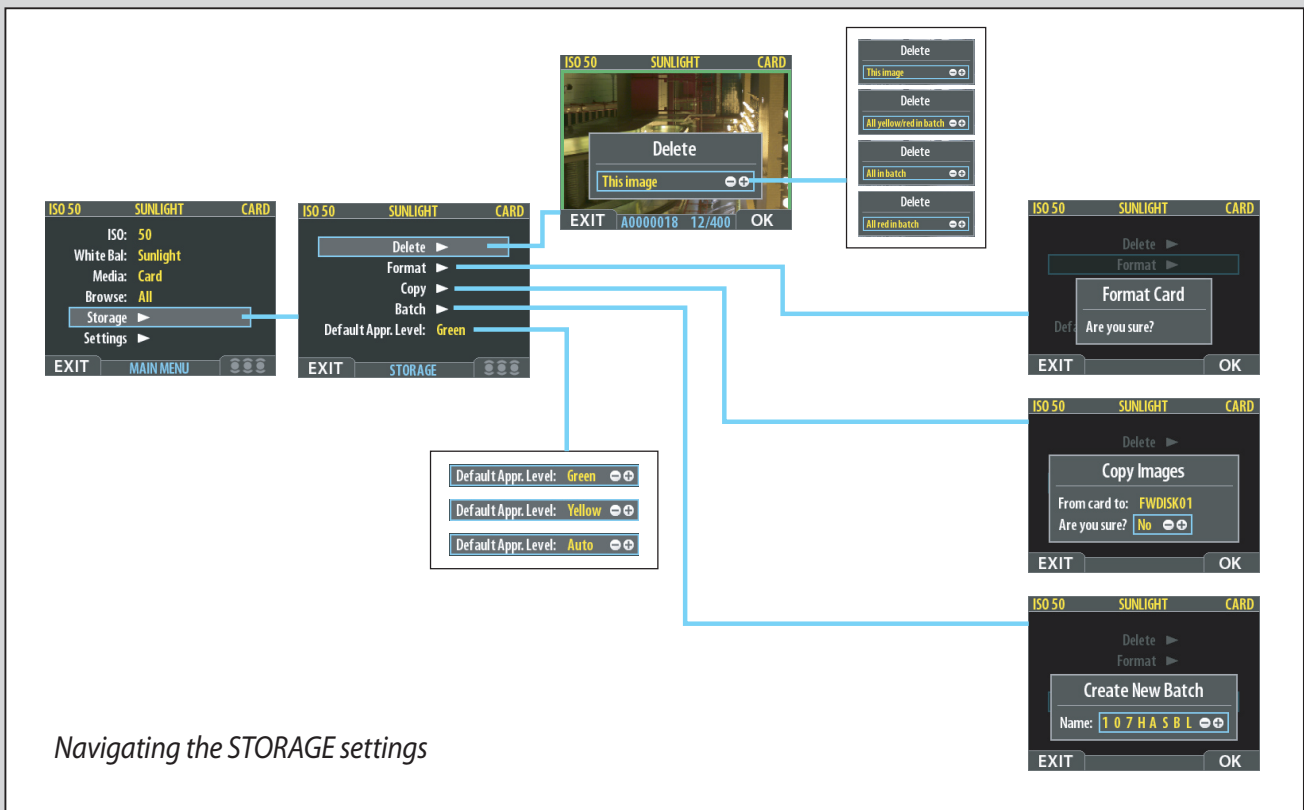 ISO 50 SUNLIGHT CARD
ISO: 50
White Bal: Sunlight
Media: Card
Browse: All
Storage
Settings
EXIT MAIN MENU
ISO 50 SUNLIGHT CARD
Delete
Format
Copy
Batch
Default Appr. Level: Green
EXIT STORAGE
ISO 50 SUNLIGHT CARD
Delete
This image
EXIT A0000018 12/400 OK
Delete
This image
Delete
All yellow/red in batch
Delete
All in batch
Delete
All red in batch
Default Appr. Level: Green
Default Appr. Level: Yellow
Default Appr. Level: Auto
ISO 50 SUNLIGHT CARD
Delete
Format
Format Card
Defa
Are you sure?
EXIT OK
ISO 50 SUNLIGHT CARD
Delete
Copy Images
From card to: FWDISK01
Are you sure? No
EXIT OK
ISO 50 SUNLIGHT CARD
Delete
Format
Create New Batch
Name: 1 0 7 H A S B L
EXIT OK
Navigating the STORAGE settings